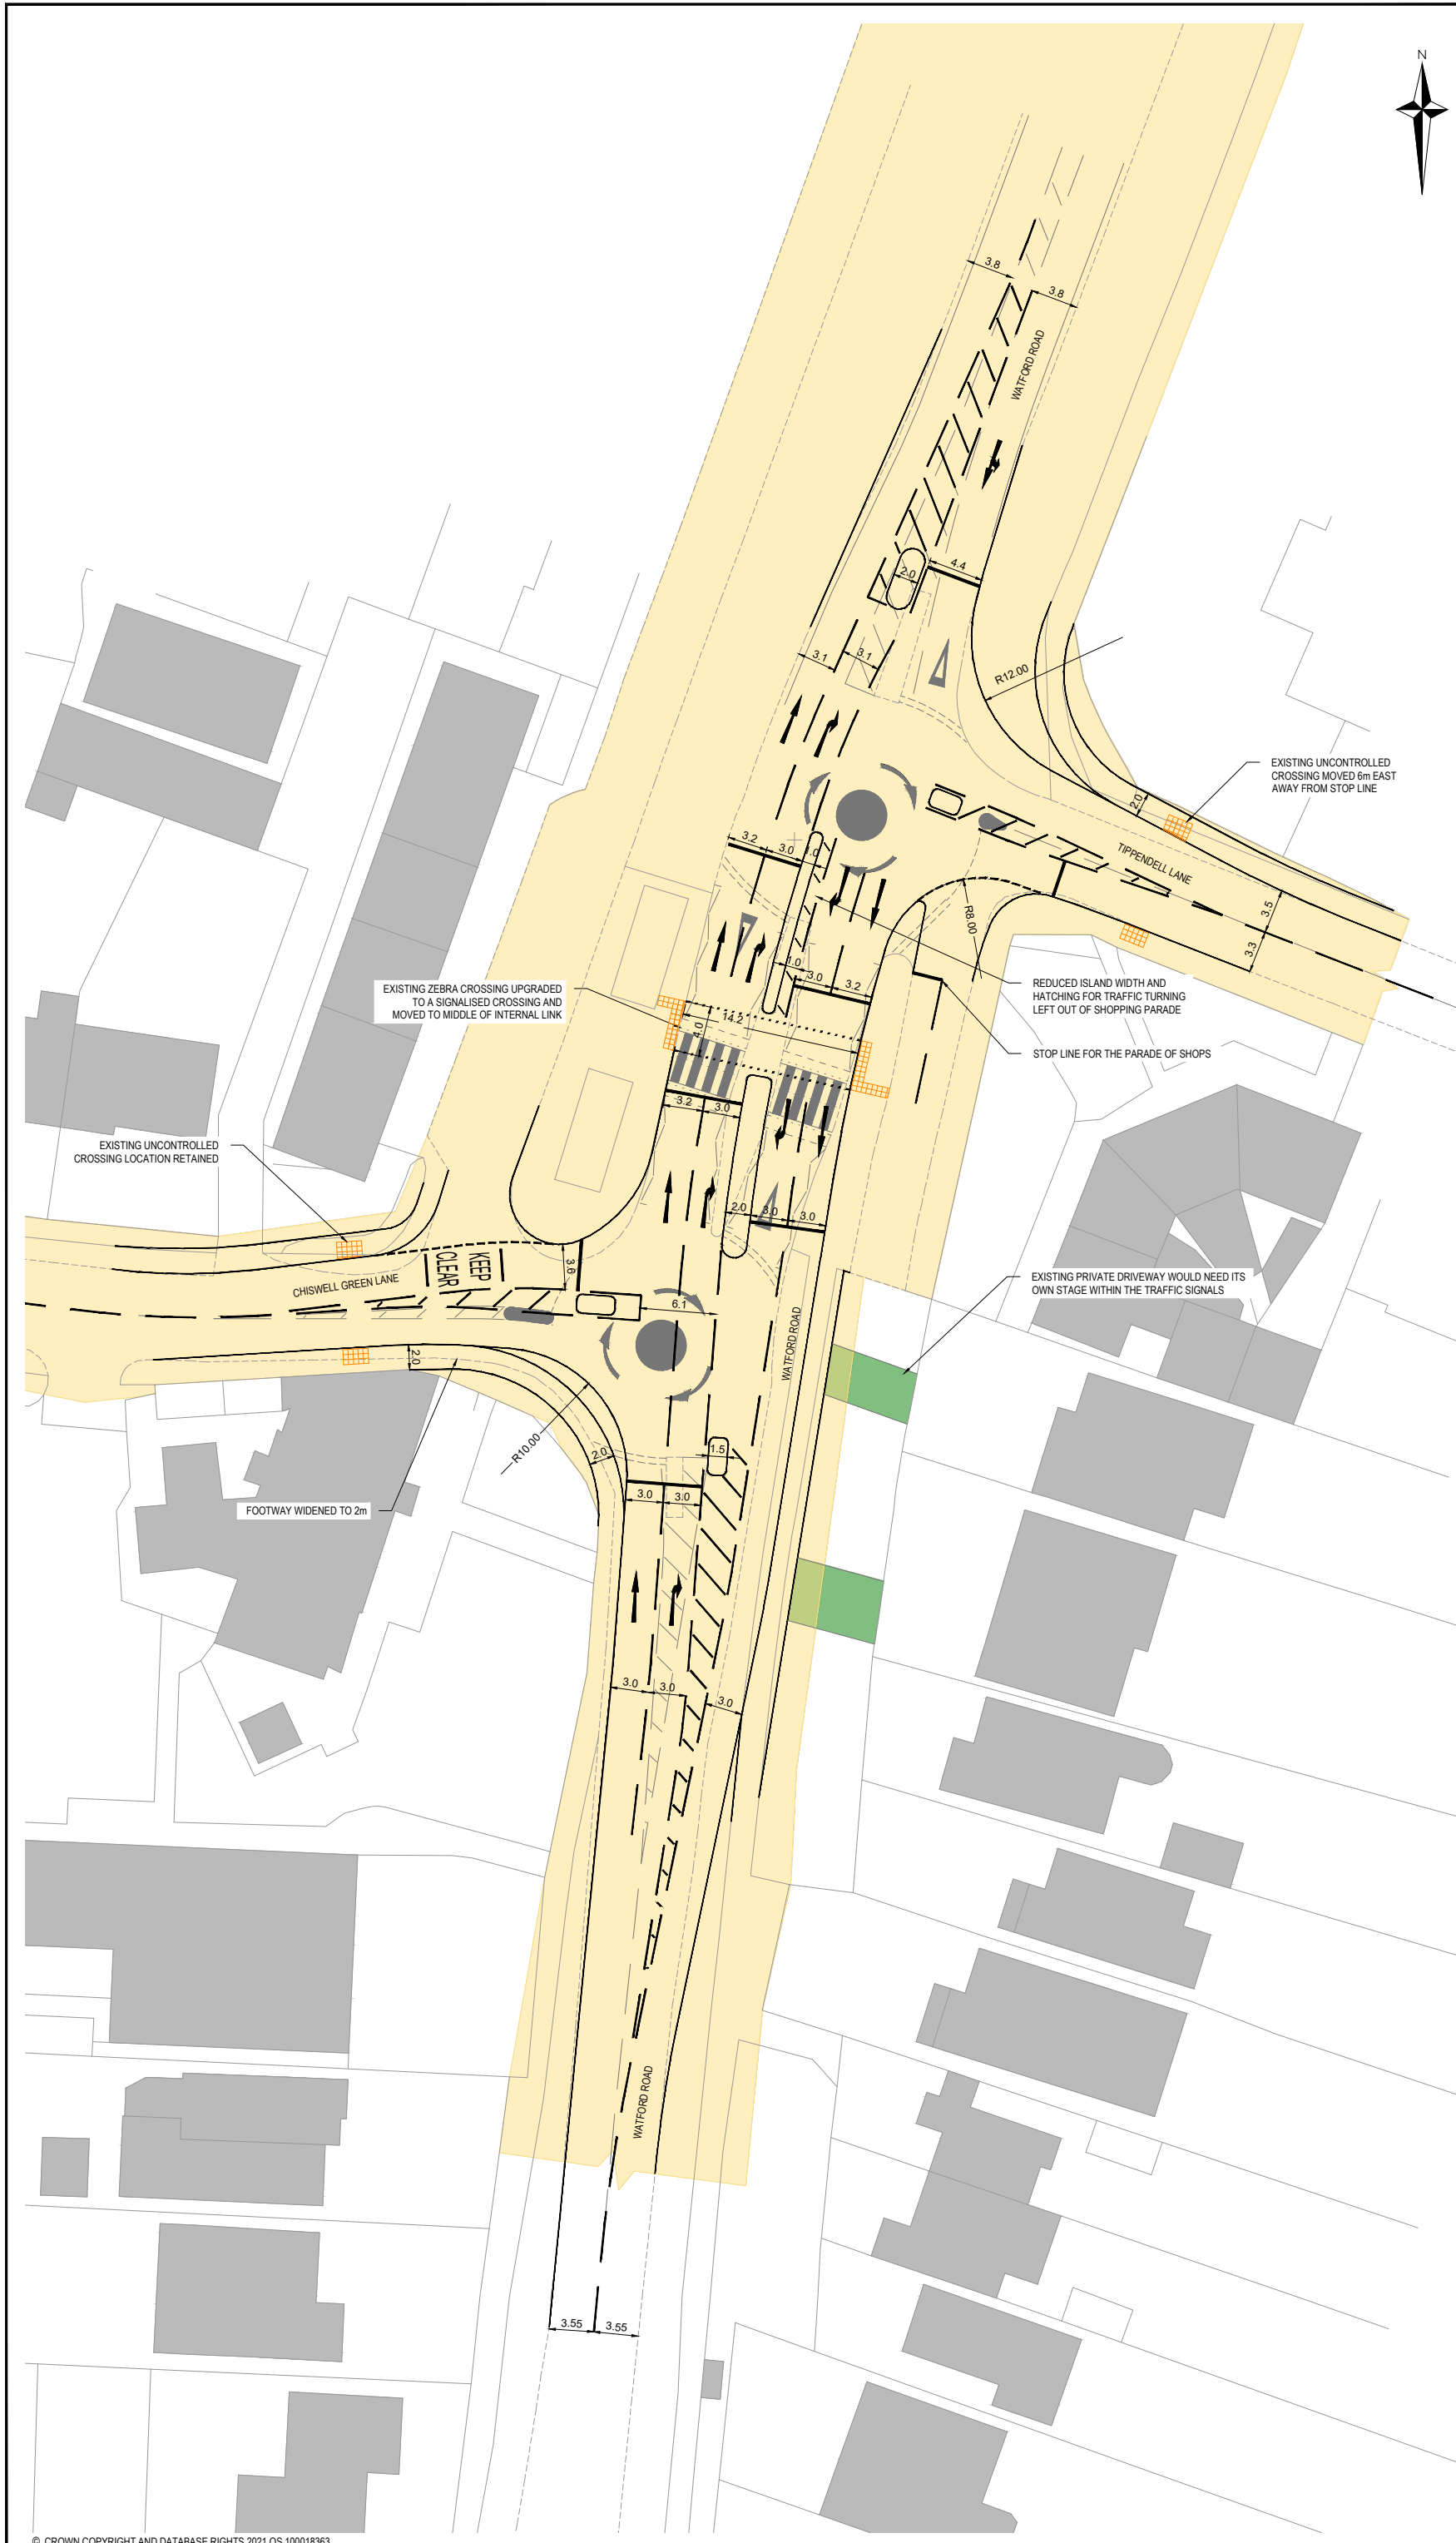 N
3.8
3.8
WATFORD ROAD
2.0
4.4
3.1
3.1
R12.00
EXISTING UNCONTROLLED
CROSSING MOVED 6m EAST
AWAY FROM STOP LINE
2.0
TIPPENDELL LANE
3.2
3.0
1.0
R8.00
3.5
3.3
1.0
3.0
3.2
EXISTING ZEBRA CROSSING UPGRADED
TO A SIGNALISED CROSSING AND
MOVED TO MIDDLE OF INTERNAL LINK
REDUCED ISLAND WIDTH AND
HATCHING FOR TRAFFIC TURNING
LEFT OUT OF SHOPPING PARADE
14.2
4.0
STOP LINE FOR THE PARADE OF SHOPS
3.2
3.0
EXISTING UNCONTROLLED
CROSSING LOCATION RETAINED
2.0
3.0
3.0
3.6
KEEP
CLEAR
CHISWELL GREEN LANE
EXISTING PRIVATE DRIVEWAY WOULD NEED ITS
OWN STAGE WITHIN THE TRAFFIC SIGNALS
6.1
WATFORD ROAD
2.0
R10.00
2.0
1.5
3.0
3.0
FOOTWAY WIDENED TO 2m
3.0
3.0
3.0
WATFORD ROAD
3.55
3.55
© CROWN COPYRIGHT AND DATABASE RIGHTS 2021 OS 100018363